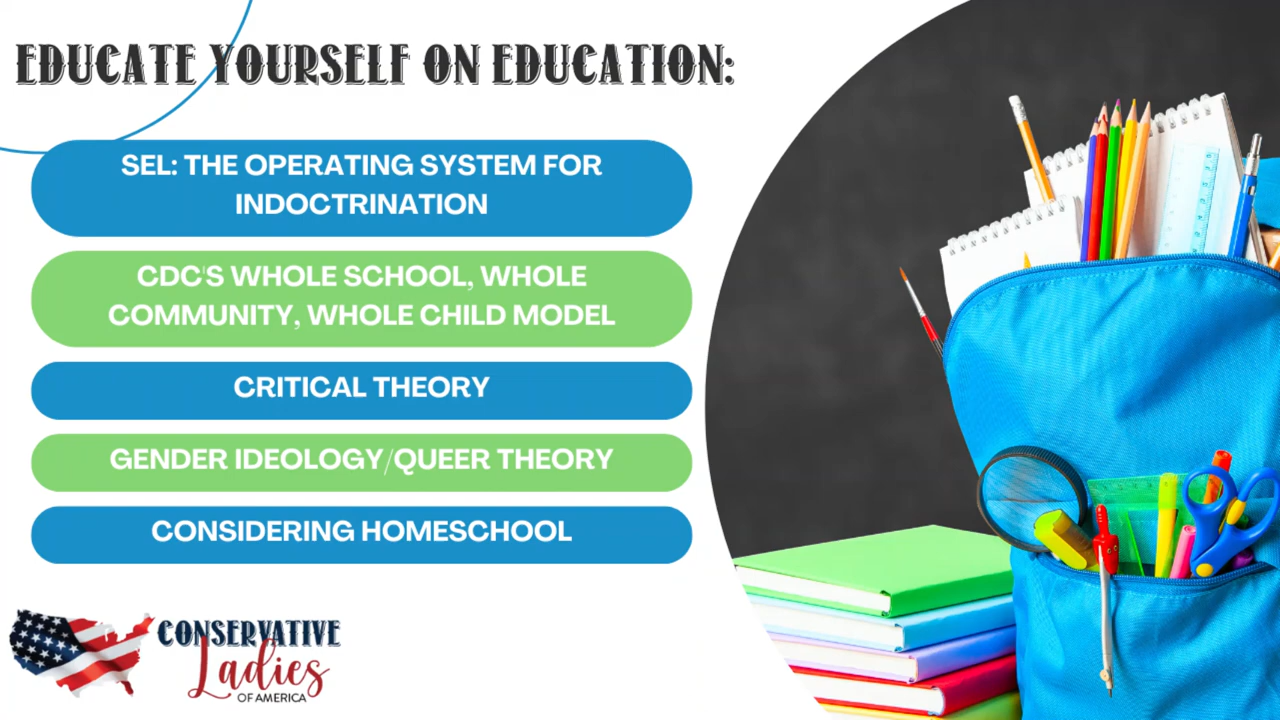 EDUCATE YOURSELF ON EDUCATION:
SEL: THE OPERATING SYSTEM FOR
INDOCTRINATION
CDC'S WHOLE SCHOOL, WHOLE
COMMUNITY, WHOLE CHILD MODEL
CRITICAL THEORY
GENDER IDEOLOGY/QUEER THEORY
CONSIDERING HOMESCHOOL
CONSERVATIVE
Ladies
OF AMERICA